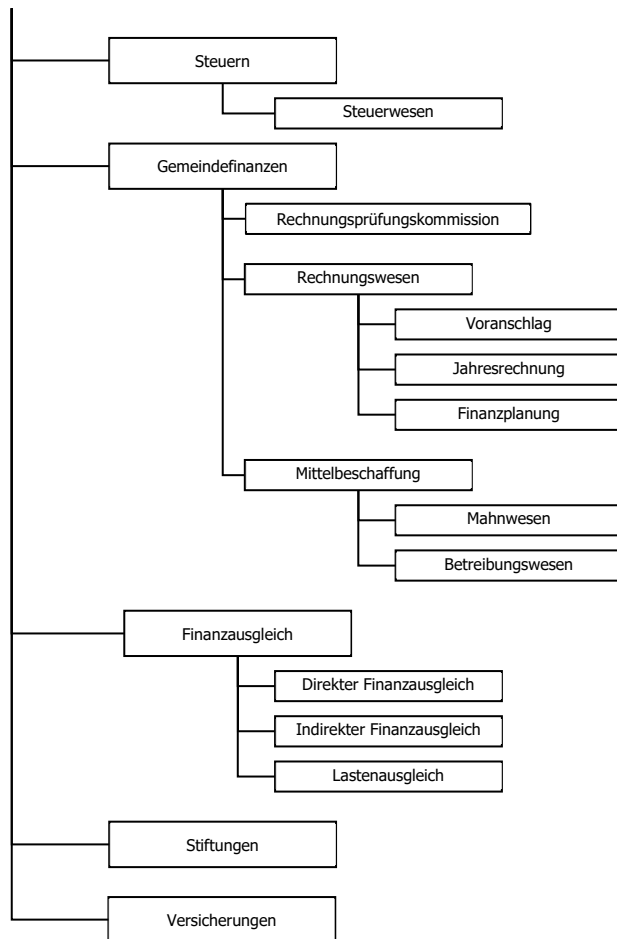 Steuern
Steuerwesen
Gemeindefinanzen
Rechnungsprüfungskommission
Rechnungswesen
Voranschlag
Jahresrechnung
Finanzplanung
Mittelbeschaffung
Mahnwesen
Betreibungswesen
Finanzausgleich
Direkter Finanzausgleich
Indirekter Finanzausgleich
Lastenausgleich
Stiftungen
Versicherungen